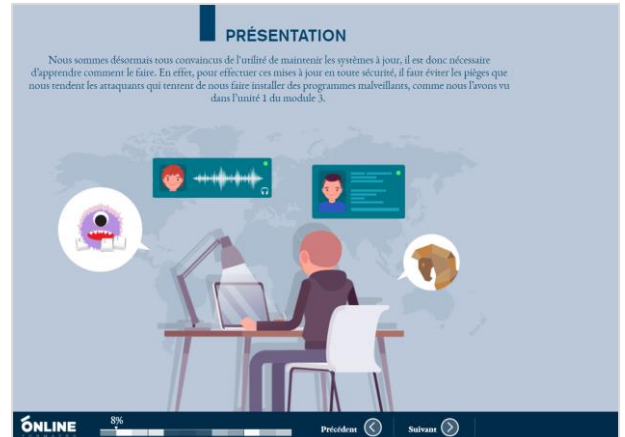 PRÉSENTATION
Nous sommes désormais tous convaincus de l'utilité de maintenir les systèmes à jour, il est donc nécessaire
d'apprendre comment le faire. En effet, pour effectuer ces mises à jour en toute sécurité, il faut éviter les pièges que
nous tendent les attaquants qui tentent de nous faire installer des programmes malveillants, comme nous l'avons vu
dans l'unité 1 du module 3.
ONLINE
8%
Précédent
Suivant